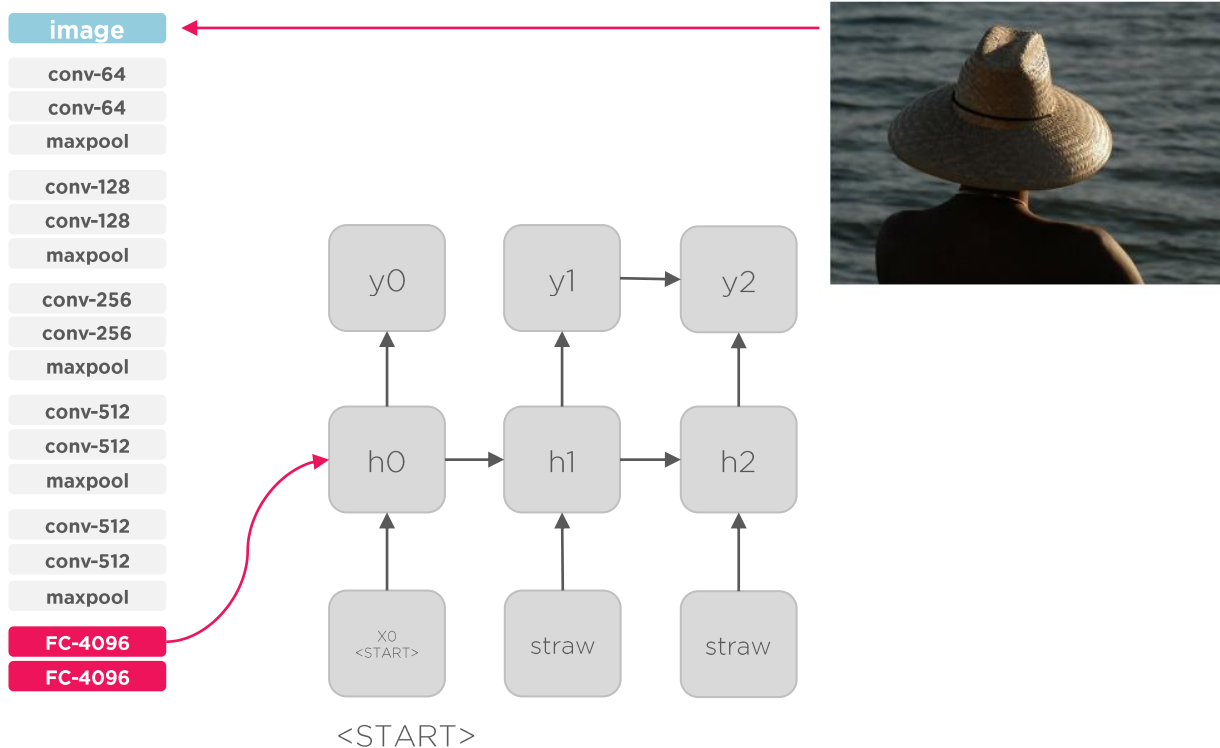 image
conv-64
conv-64
maxpool
conv-128
conv-128
maxpool
conv-256
conv-256
maxpool
conv-512
conv-512
maxpool
conv-512
conv-512
maxpool
FC-4096
FC-4096
y0
y1
y2
h0
h1
h2
X0
<START>
straw
straw
<START>